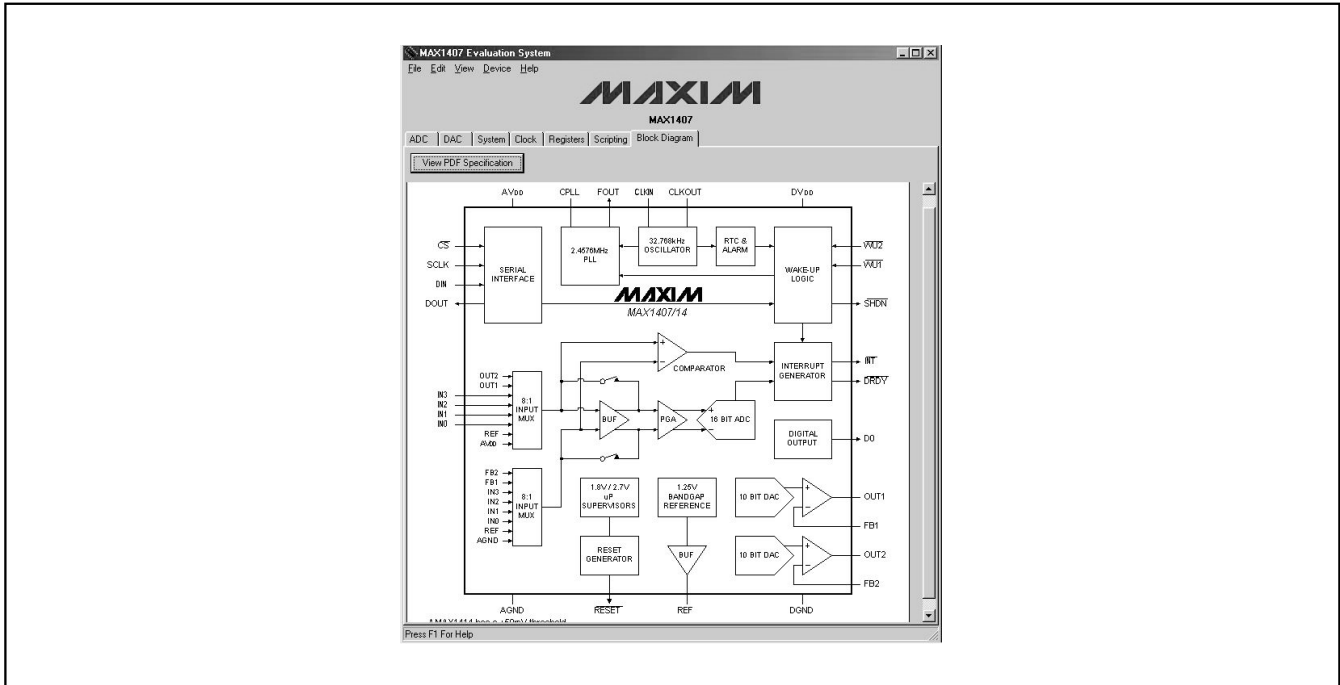 MAX1407 Evaluation System
File Edit View Device Help
MAXIM
MAX1407
ADC DAC System Clock Registers Scripting Block Diagram
View PDF Specification
AVDD CPLL FOUT CLKIN CLKOUT DVDD
CS
SCLK
DIN
DOUT
SERIAL
INTERFACE
2.4576MHz
PLL
32.768kHz
OSCILLATOR
RTC &
ALARM
WAKE-UP
LOGIC
WU2
WU1
SHDN
MAXIM
MAX1407/14
COMPARATOR
INTERRUPT
GENERATOR
INT
DRDY
OUT2
OUT1
IN3
IN2
IN1
IN0
REF
AVDD
8:1
INPUT
MUX
BUF
PGA
16 BIT ADC
DIGITAL
OUTPUT
D0
FB2
FB1
IN3
IN2
IN1
IN0
REF
AGND
8:1
INPUT
MUX
1.8V / 2.7V
uP
SUPERVISORS
1.25V
BANDGAP
REFERENCE
10 BIT DAC
OUT1
FB1
RESET
GENERATOR
BUF
10 BIT DAC
OUT2
FB2
AGND RESET REF DGND
MAX1414 has a +50mV threshold
Press F1 For Help